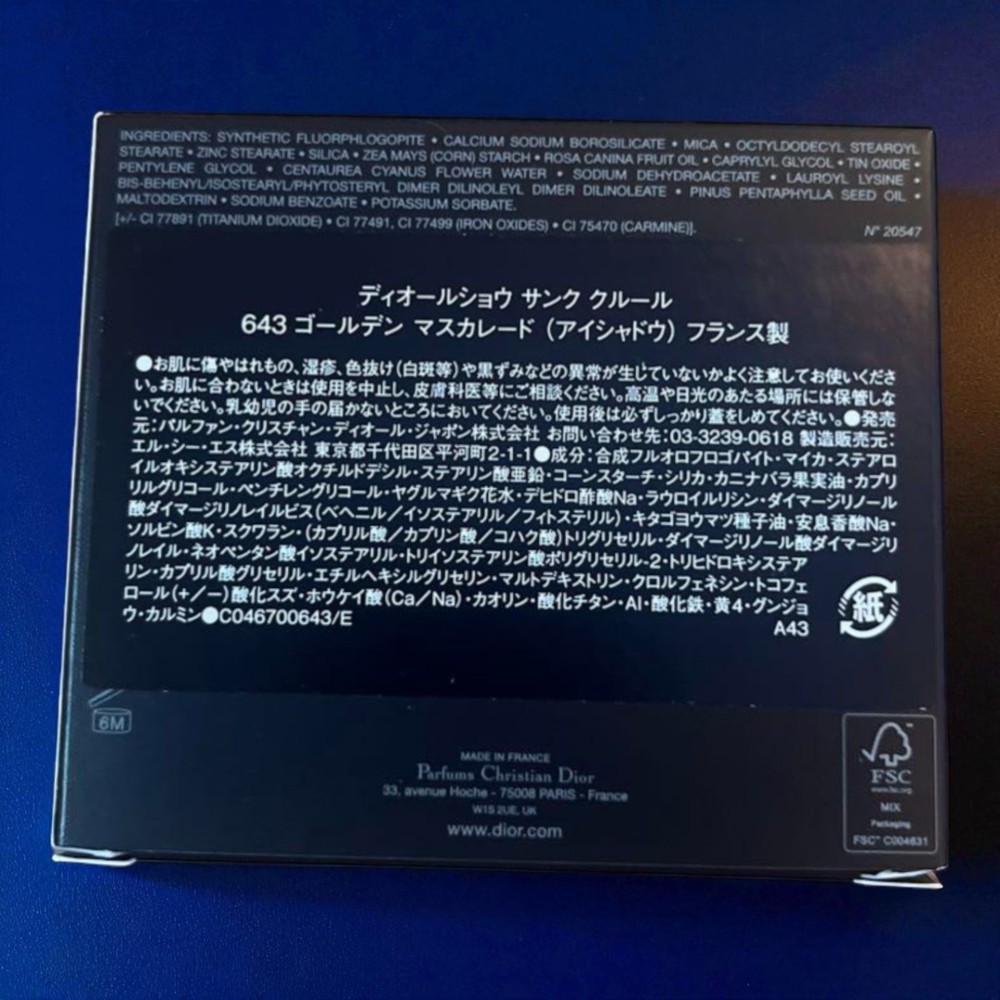 INGREDIENTS: SYNTHETIC FLUORPHLOGOPITE • CALCIUM SODIUM BOROSILICATE • MICA • OCTYLDODECYL STEAROYL
STEARATE • ZINC STEARATE • SILICA • ZEA MAYS (CORN) STARCH • ROSA CANINA FRUIT OIL • CAPRYLYL GLYCOL • TIN OXIDE •
PENTYLENE GLYCOL • CENTAUREA CYANUS FLOWER WATER • SODIUM DEHYDROACETATE • LAUROYL LYSINE •
BIS-BEHENYL/ISOSTEARYL/PHYTOSTERYL DIMER DILINOLEYL DIMER DILINOLEATE • PINUS PENTAPHYLLA SEED OIL •
MALTODEXTRIN • SODIUM BENZOATE • POTASSIUM SORBATE.
[+/- CI 77891 (TITANIUM DIOXIDE) • CI 77491, CI 77499 (IRON OXIDES) • CI 75470 (CARMINE)]. N° 20547
ディオールショウ サンク クルール
643 ゴールデン マスカレード (アイシャドウ) フランス製
●お肌に傷やはれもの、湿疹、色抜け(白斑等)や黒ずみなどの異常が生じていないかよく注意してお使いくださ
い。お肌に合わないときは使用を中止し、皮膚科医等にご相談ください。高温や日光のあたる場所には保管しな
いでください。乳幼児の手の届かないところにおいてください。使用後は必ずしっかり蓋をしめてください。●発売
元:パルファン・クリスチャン・ディオール・ジャポン株式会社 お問い合わせ先:03-3239-0618 製造販売元:
エル・シー・エス株式会社 東京都千代田区平河町2-1-1●成分:合成フルオロフロゴパイト・マイカ・ステアロ
イルオキシステアリン酸オクチルドデシル・ステアリン酸亜鉛・コーンスターチ・シリカ・カニナバラ果実油・カプリ
リルグリコール・ペンチレングリコール・ヤグルマギク花水・デヒドロ酢酸Na・ラウロイルリシン・ダイマージリノール
酸ダイマージリノレイルビス(ベヘニル/イソステアリル/フィトステリル)・キタゴヨウマツ種子油・安息香酸Na・
ソルビン酸K・スクワラン・(カプリル酸/カプリン酸/コハク酸)トリグリセリル・ダイマージリノール酸ダイマージリ
ノレイル・ネオペンタン酸イソステアリル・トリイソステアリン酸ポリグリセリル-2・トリヒドロキシステア
リン・カプリル酸グリセリル・エチルヘキシルグリセリン・マルトデキストリン・クロルフェネシン・トコフェ
ロール(+/-)酸化スズ・ホウケイ酸(Ca/Na)・カオリン・酸化チタン・Al・酸化鉄・黄4・グンジョ
ウ・カルミン●C046700643/E
A43
紙
6M
MADE IN FRANCE
Parfums Christian Dior
33, avenue Hoche - 75008 PARIS - France
W1S 2UE, UK
www.dior.com
FSC
www.fsc.org
MIX
Packaging
FSC™ C004631